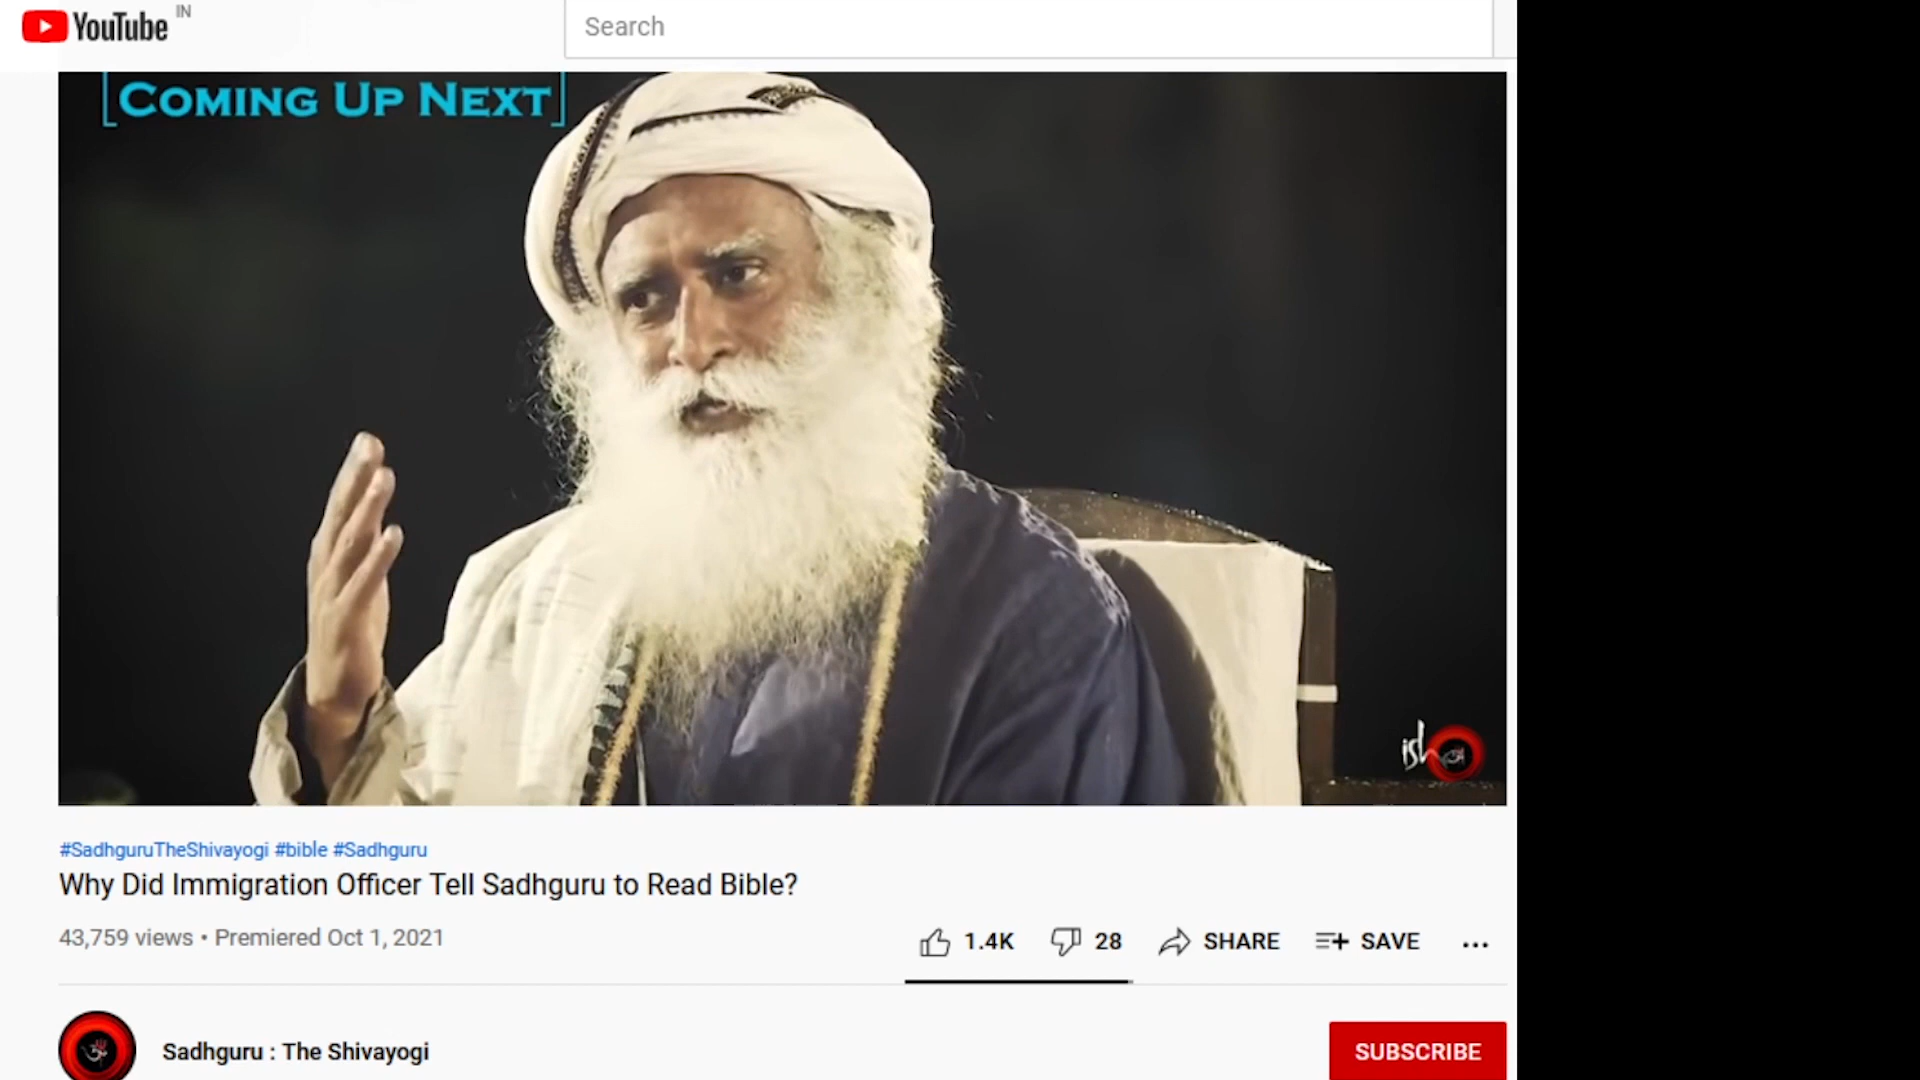 YouTube IN
Search
COMING UP NEXT
ish
#SadhguruTheShivayogi #bible #Sadhguru
Why Did Immigration Officer Tell Sadhguru to Read Bible?
43,759 views • Premiered Oct 1, 2021
1.4K 28 SHARE SAVE ...
Sadhguru : The Shivayogi
SUBSCRIBE